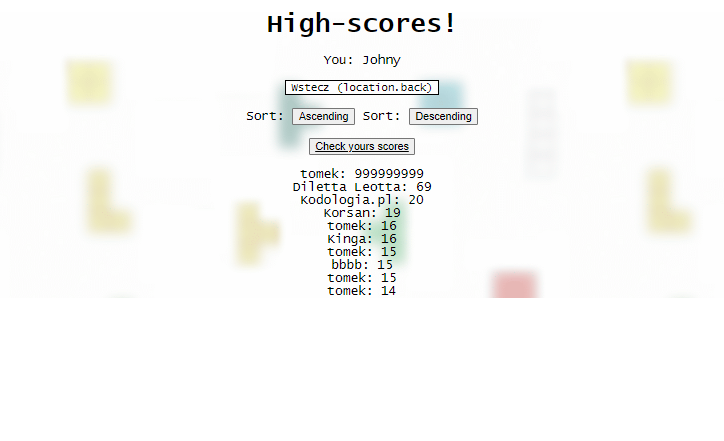 High-scores!
You: Johny
Wstecz (location.back)
Sort: Ascending Sort: Descending
Check yours scores
tomek: 999999999
Diletta Leotta: 69
Kodologia.pl: 20
Korsan: 19
tomek: 16
Kinga: 16
tomek: 15
bbbb: 15
tomek: 15
tomek: 14